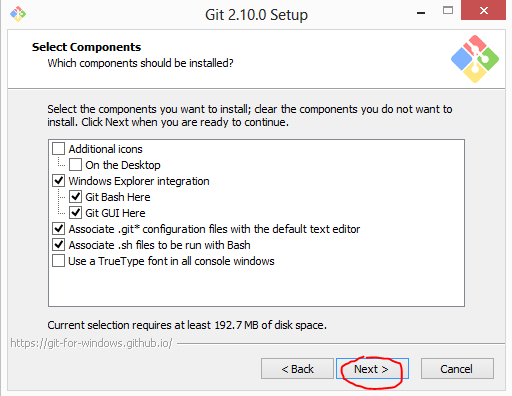 Git 2.10.0 Setup
Select Components
Which components should be installed?
Select the components you want to install; clear the components you do not want to
install. Click Next when you are ready to continue.
Additional icons
On the Desktop
Windows Explorer integration
Git Bash Here
Git GUI Here
Associate .git* configuration files with the default text editor
Associate .sh files to be run with Bash
Use a TrueType font in all console windows
Current selection requires at least 192.7 MB of disk space.
https://git-for-windows.github.io/
< Back
Next >
Cancel